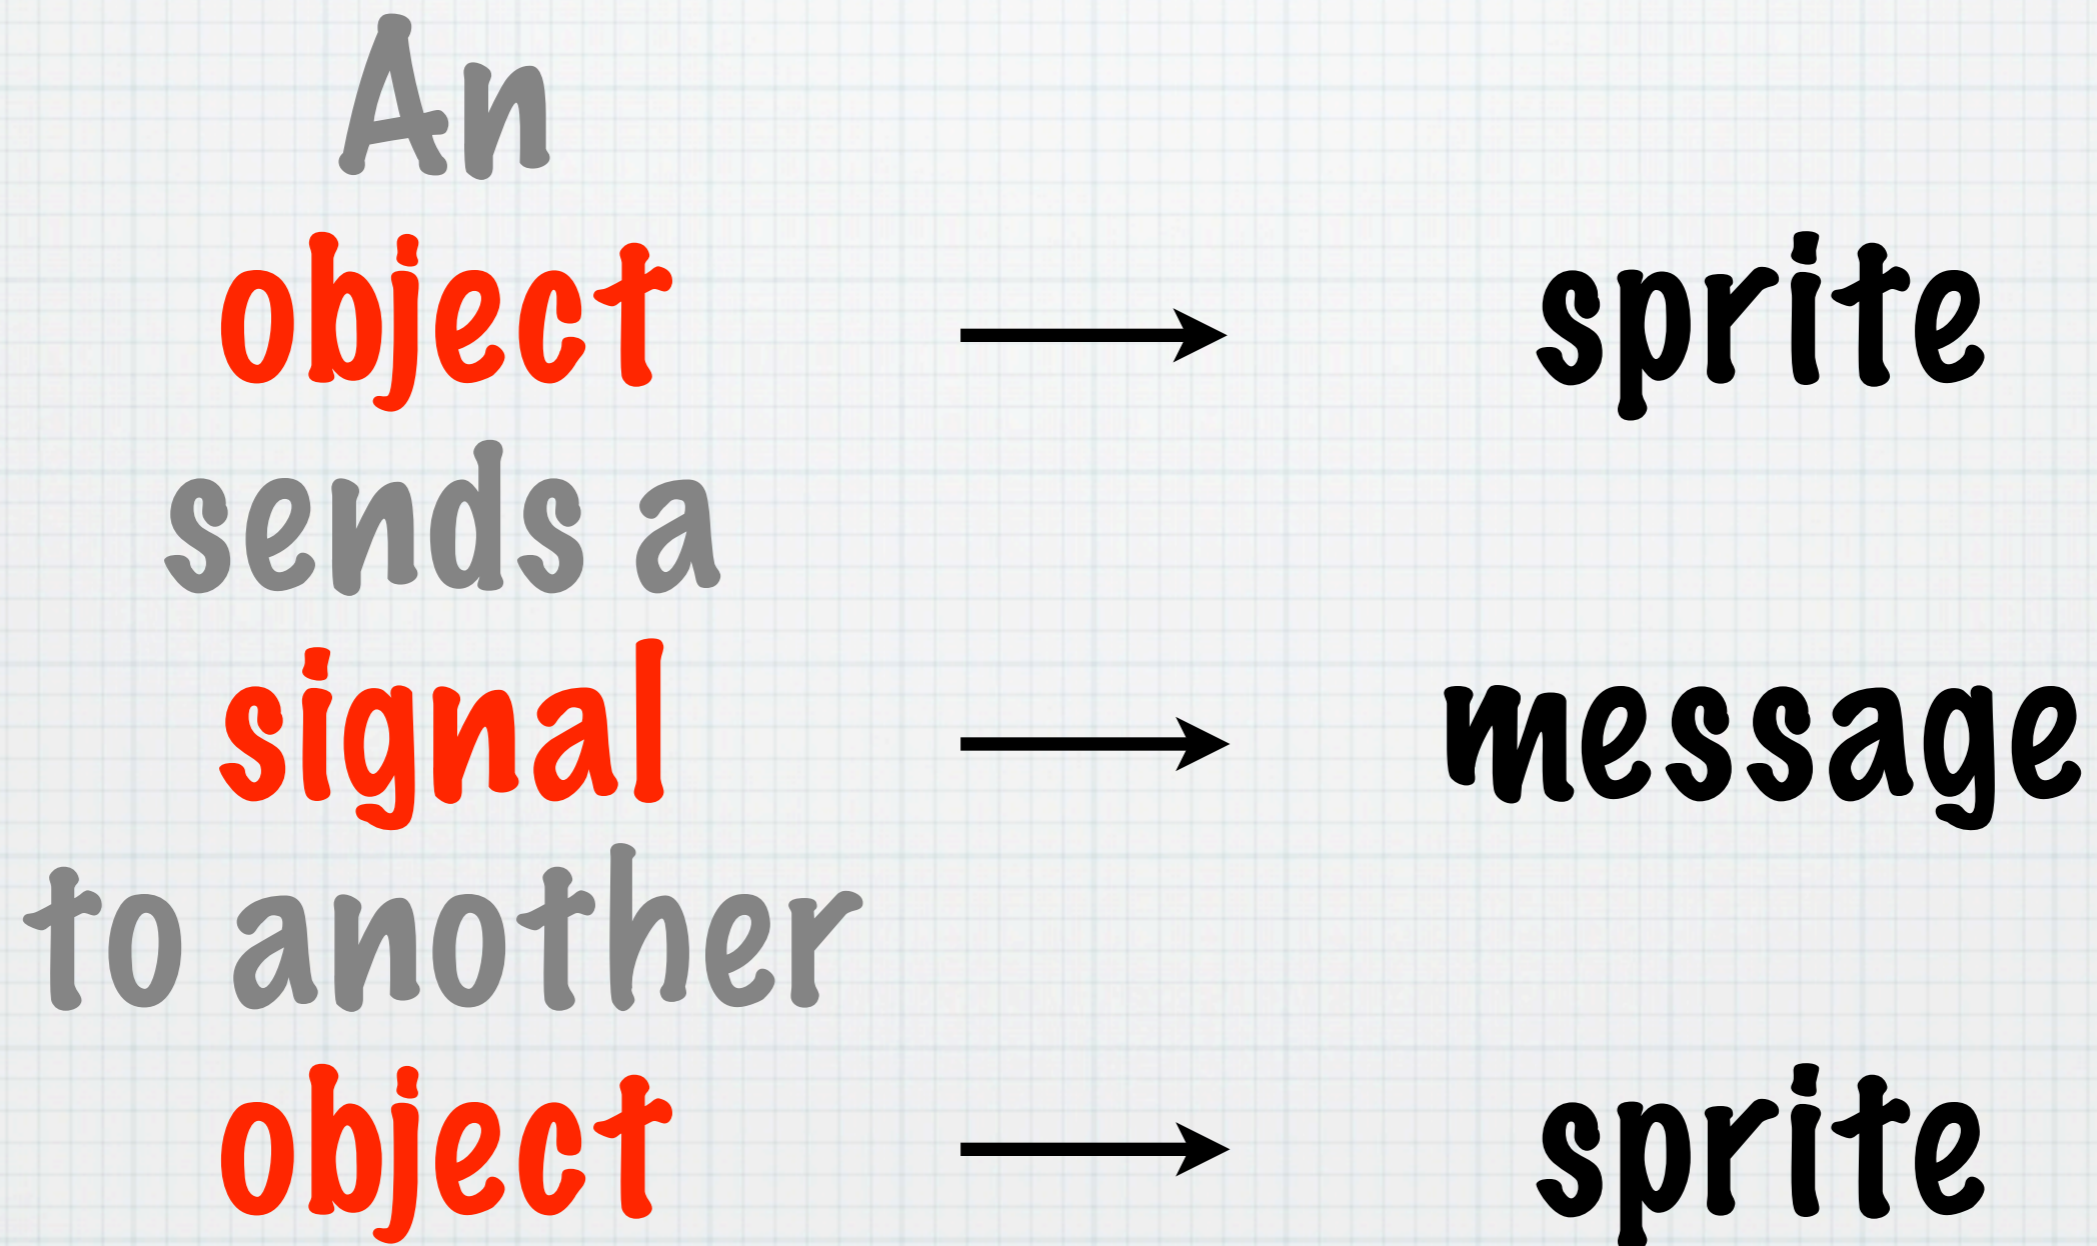 An
object sprite
sends a
signal message
to another
object sprite